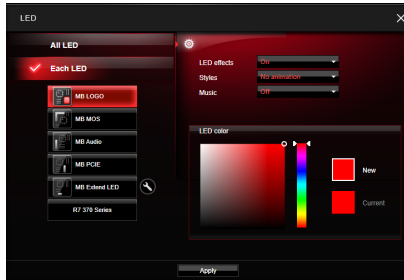 LED
All LED
Each LED
MB LOGO
MB MOS
MB Audio
MB PCIE
MB Extend LED
R7 370 Series
LED effects On
Styles No animation
Music Off
LED color
New
Current
Apply